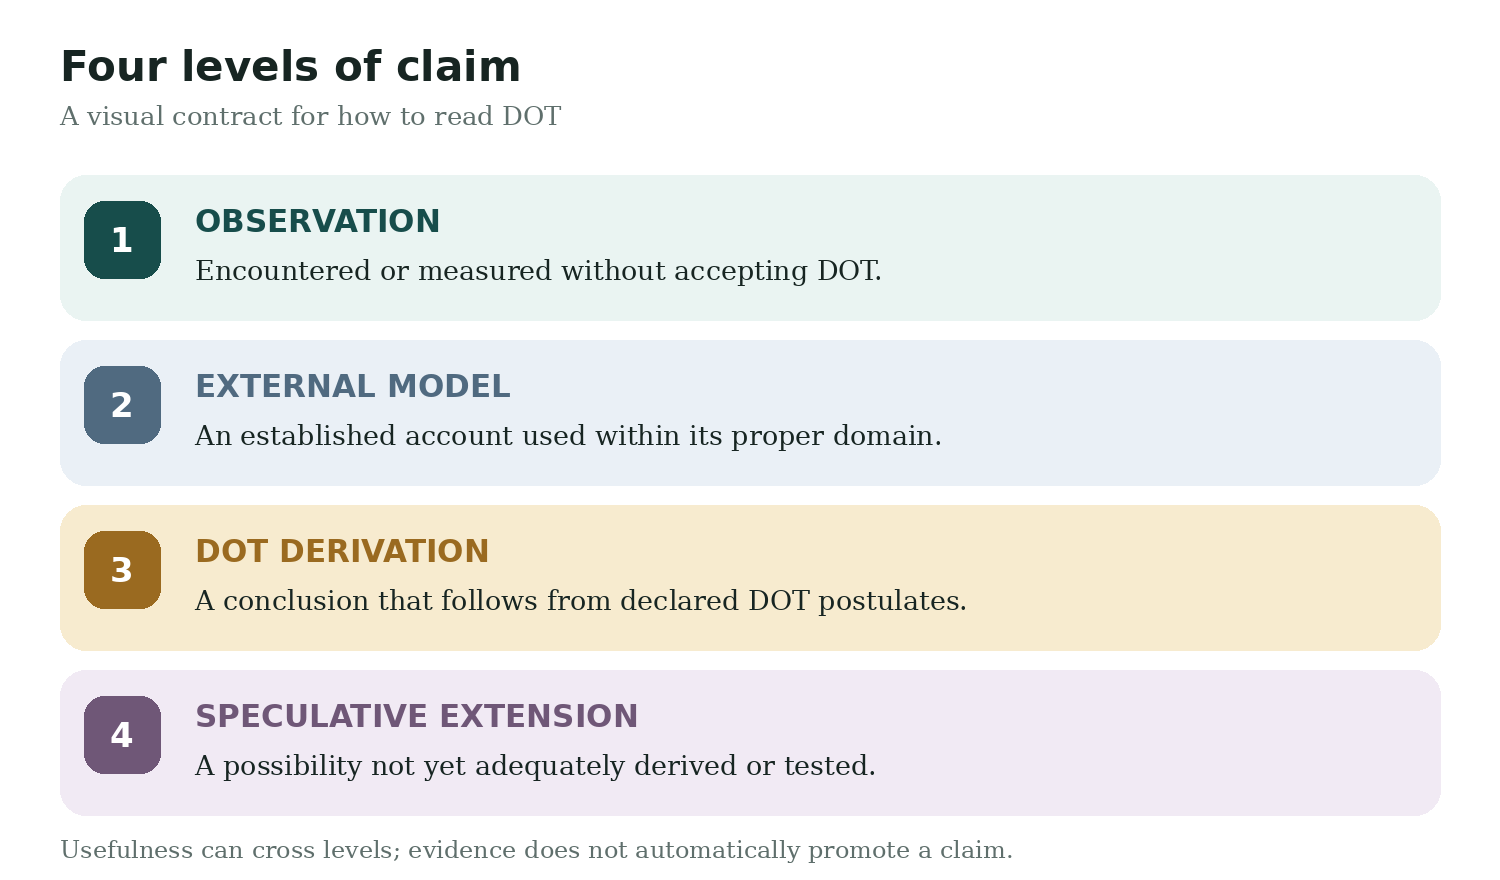 Four levels of claim
A visual contract for how to read DOT
1
OBSERVATION
Encountered or measured without accepting DOT.
2
EXTERNAL MODEL
An established account used within its proper domain.
3
DOT DERIVATION
A conclusion that follows from declared DOT postulates.
4
SPECULATIVE EXTENSION
A possibility not yet adequately derived or tested.
Usefulness can cross levels; evidence does not automatically promote a claim.